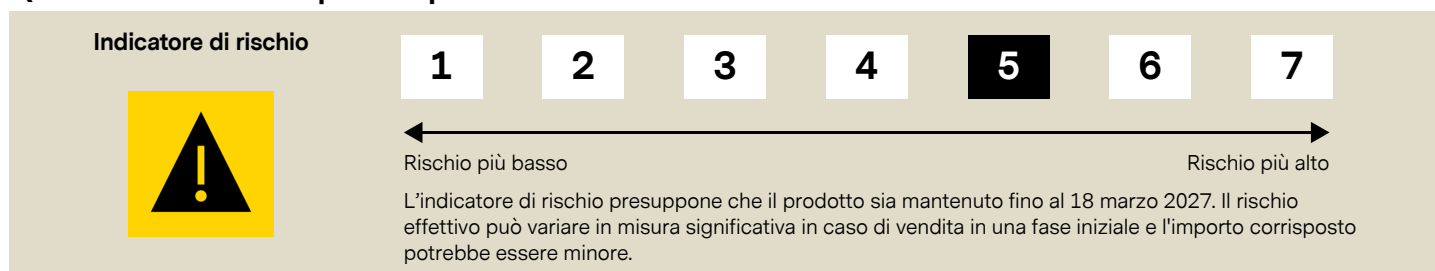 Indicatore di rischio
1 2 3 4 5 6 7
Rischio più basso Rischio più alto
L'indicatore di rischio presuppone che il prodotto sia mantenuto fino al 18 marzo 2027. Il rischio
effettivo può variare in misura significativa in caso di vendita in una fase iniziale e l'importo corrisposto
potrebbe essere minore.